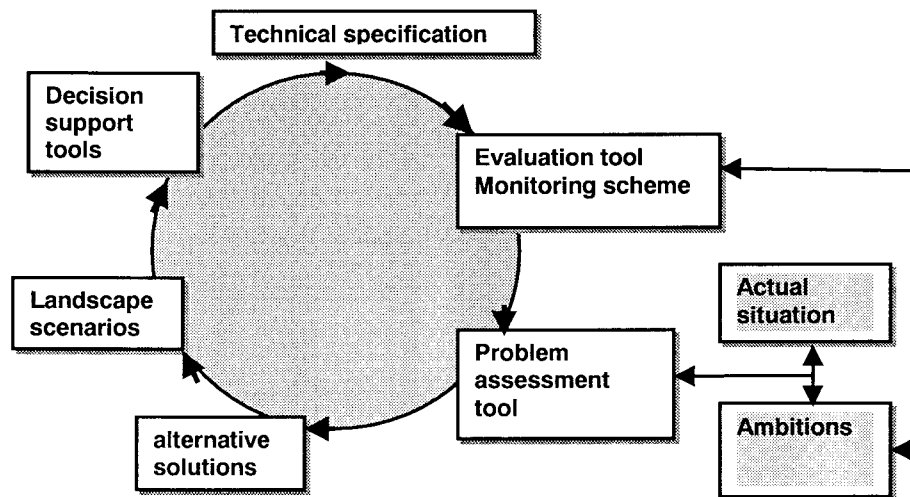 Technical specification
Decision
support
tools
Evaluation tool
Monitoring scheme
Landscape
scenarios
Actual
situation
Problem
assessment
tool
alternative
solutions
Ambitions